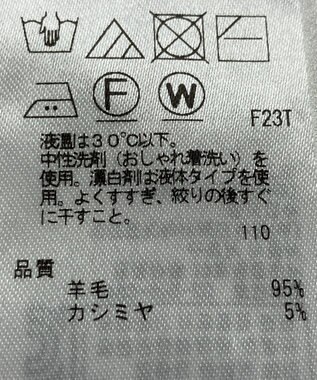 F
W
F23T
液温は30℃以下。
中性洗剤（おしゃれ着洗い）を
使用。漂白剤は液体タイプを使
用。よくすすぎ、絞りの後すぐ
に干すこと。
110
品質
羊毛 95%
カシミヤ 5%